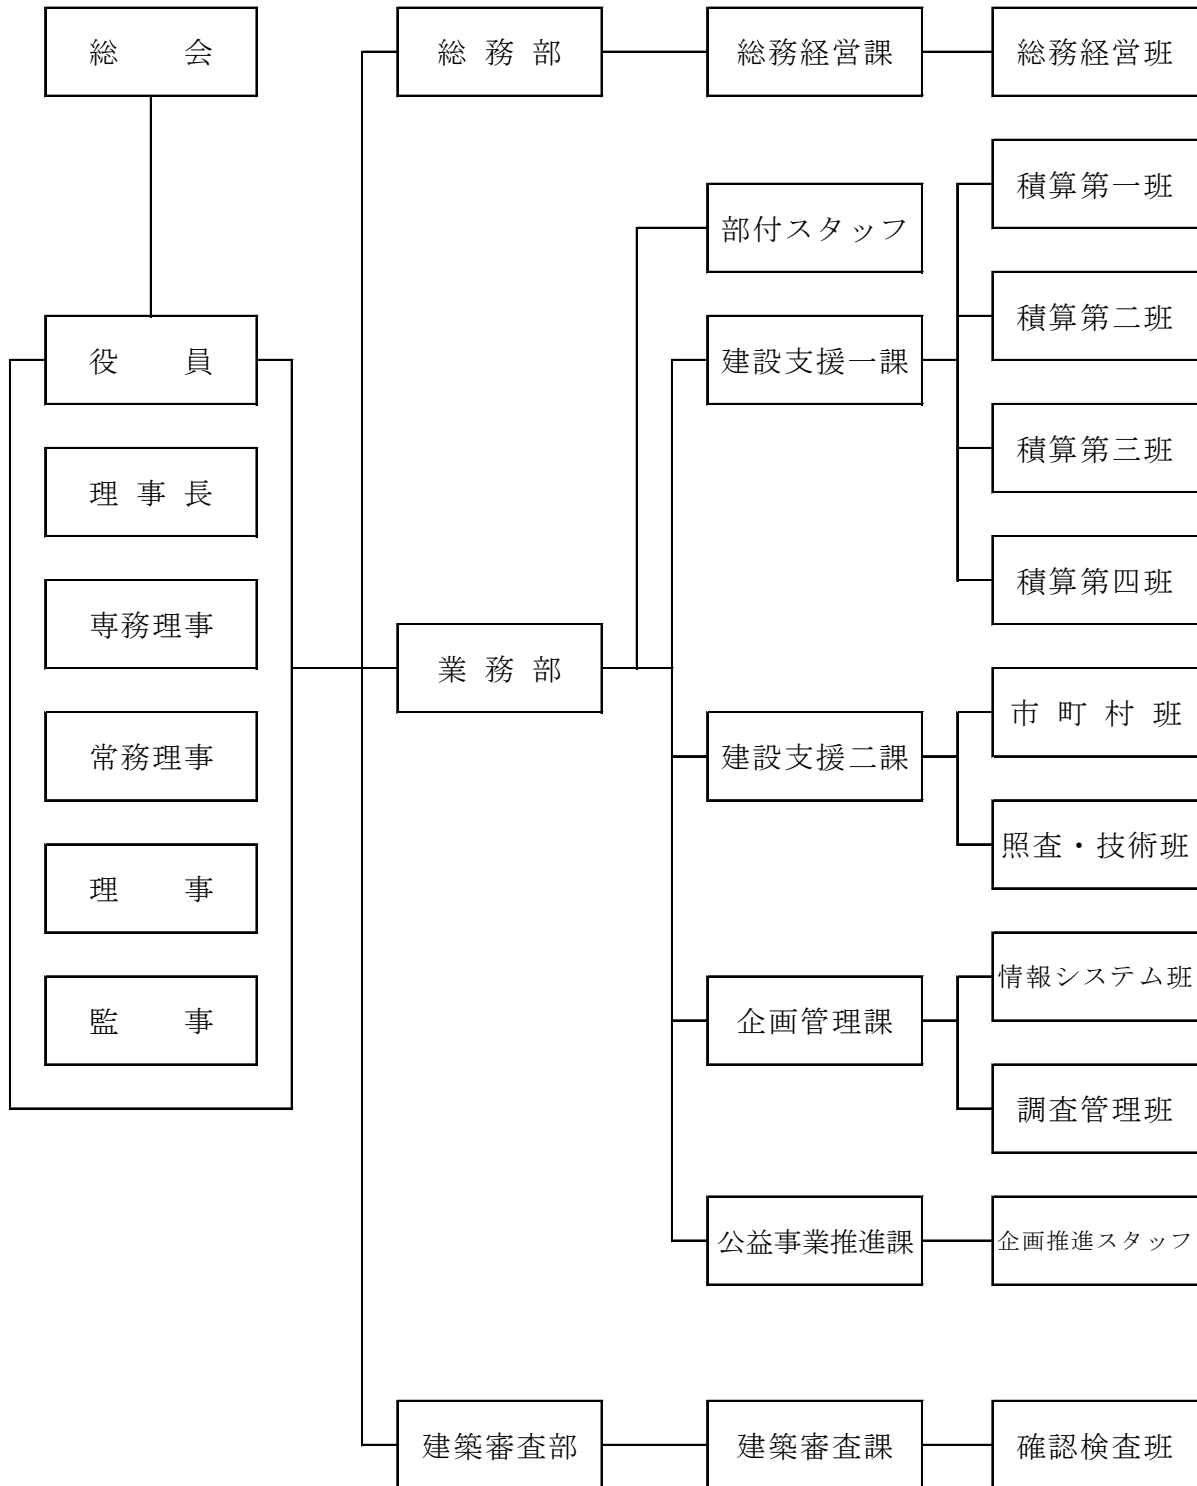 総会
役員
理事長
専務理事
常務理事
理事
監事
総務部
総務経営課
総務経営班
業務部
部付スタッフ
建設支援一課
積算第一班
積算第二班
積算第三班
積算第四班
建設支援二課
市町村班
照査・技術班
企画管理課
情報システム班
調査管理班
公益事業推進課
企画推進スタッフ
建築審査部
建築審査課
確認検査班